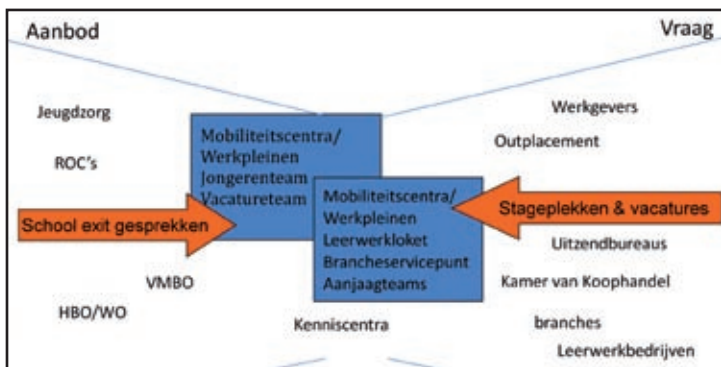 Aanbod
Vraag
Jeugdzorg
ROC's
Mobiliteitscentra/
Werkpleinen
Jongerenteam
Vacatureteam
School exit gesprekken
VMBO
HBO/WO
Mobiliteitscentra/
Werkpleinen
Leerwerkloket
Brancheservicepunt
Aanjaagteams
Kenniscentra
Werkgevers
Outplacement
Stageplekken & vacatures
Uitzendbureaus
Kamer van Koophandel
branches
Leerwerkbedrijven